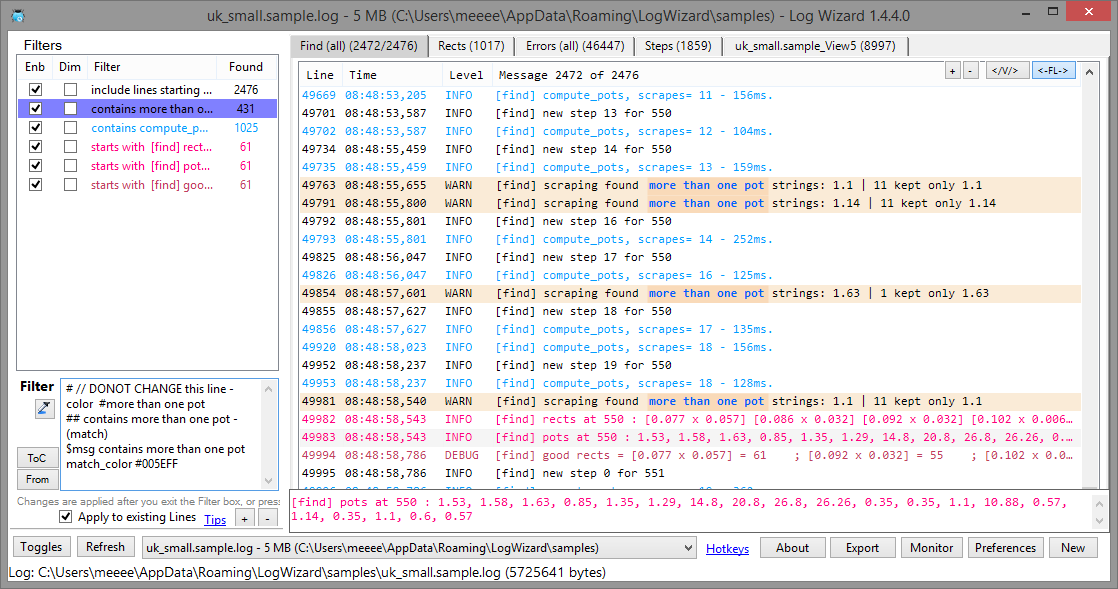 uk_small.sample.log - 5 MB (C:\Users\meeee\AppData\Roaming\LogWizard\samples) - Log Wizard 1.4.4.0
Filters
Enb Dim Filter Found
include lines starting ... 2476
contains more than o... 431
contains compute_p... 1025
starts with [find] rect... 61
starts with [find] pot... 61
starts with [find] goo... 61
Filter
# // DONOT CHANGE this line -
color #more than one pot
## contains more than one pot -
(match)
$msg contains more than one pot
match_color #005EFF
ToC
From
Changes are applied after you exit the Filter box, or press
Apply to existing Lines Tips + -
Find (all) (2472/2476) Rects (1017) Errors (all) (46447) Steps (1859) uk_small.sample_View5 (8997)
Line Time Level Message 2472 of 2476 + - </V/> <-FL->
49669 08:48:53,205 INFO [find] compute_pots, scrapes= 11 - 156ms.
49701 08:48:53,587 INFO [find] new step 13 for 550
49702 08:48:53,587 INFO [find] compute_pots, scrapes= 12 - 104ms.
49734 08:48:55,459 INFO [find] new step 14 for 550
49735 08:48:55,459 INFO [find] compute_pots, scrapes= 13 - 159ms.
49763 08:48:55,655 WARN [find] scraping found more than one pot strings: 1.1 | 11 kept only 1.1
49791 08:48:55,800 WARN [find] scraping found more than one pot strings: 1.14 | 11 kept only 1.14
49792 08:48:55,801 INFO [find] new step 16 for 550
49793 08:48:55,801 INFO [find] compute_pots, scrapes= 14 - 252ms.
49825 08:48:56,047 INFO [find] new step 17 for 550
49826 08:48:56,047 INFO [find] compute_pots, scrapes= 16 - 125ms.
49854 08:48:57,601 WARN [find] scraping found more than one pot strings: 1.63 | 1 kept only 1.63
49855 08:48:57,627 INFO [find] new step 18 for 550
49856 08:48:57,627 INFO [find] compute_pots, scrapes= 17 - 135ms.
49920 08:48:58,023 INFO [find] compute_pots, scrapes= 18 - 156ms.
49952 08:48:58,237 INFO [find] new step 19 for 550
49953 08:48:58,237 INFO [find] compute_pots, scrapes= 18 - 128ms.
49981 08:48:58,540 WARN [find] scraping found more than one pot strings: 1.1 | 11 kept only 1.1
49982 08:48:58,543 INFO [find] rects at 550 : [0.077 x 0.057] [0.086 x 0.032] [0.092 x 0.032] [0.102 x 0.006...
49983 08:48:58,543 INFO [find] pots at 550 : 1.53, 1.58, 1.63, 0.85, 1.35, 1.29, 14.8, 20.8, 26.8, 26.26, 0....
49994 08:48:58,786 DEBUG [find] good rects = [0.077 x 0.057] = 61 ; [0.092 x 0.032] = 55 ; [0.102 x 0.0...
49995 08:48:58,786 INFO [find] new step 0 for 551
[find] pots at 550 : 1.53, 1.58, 1.63, 0.85, 1.35, 1.29, 14.8, 20.8, 26.8, 26.26, 0.35, 0.35, 1.1, 10.88, 0.57,
1.14, 0.35, 1.1, 0.6, 0.57
Toggles Refresh uk_small.sample.log - 5 MB (C:\Users\meeee\AppData\Roaming\LogWizard\samples) Hotkeys About Export Monitor Preferences New
Log: C:\Users\meeee\AppData\Roaming\LogWizard\samples\uk_small.sample.log (5725641 bytes)